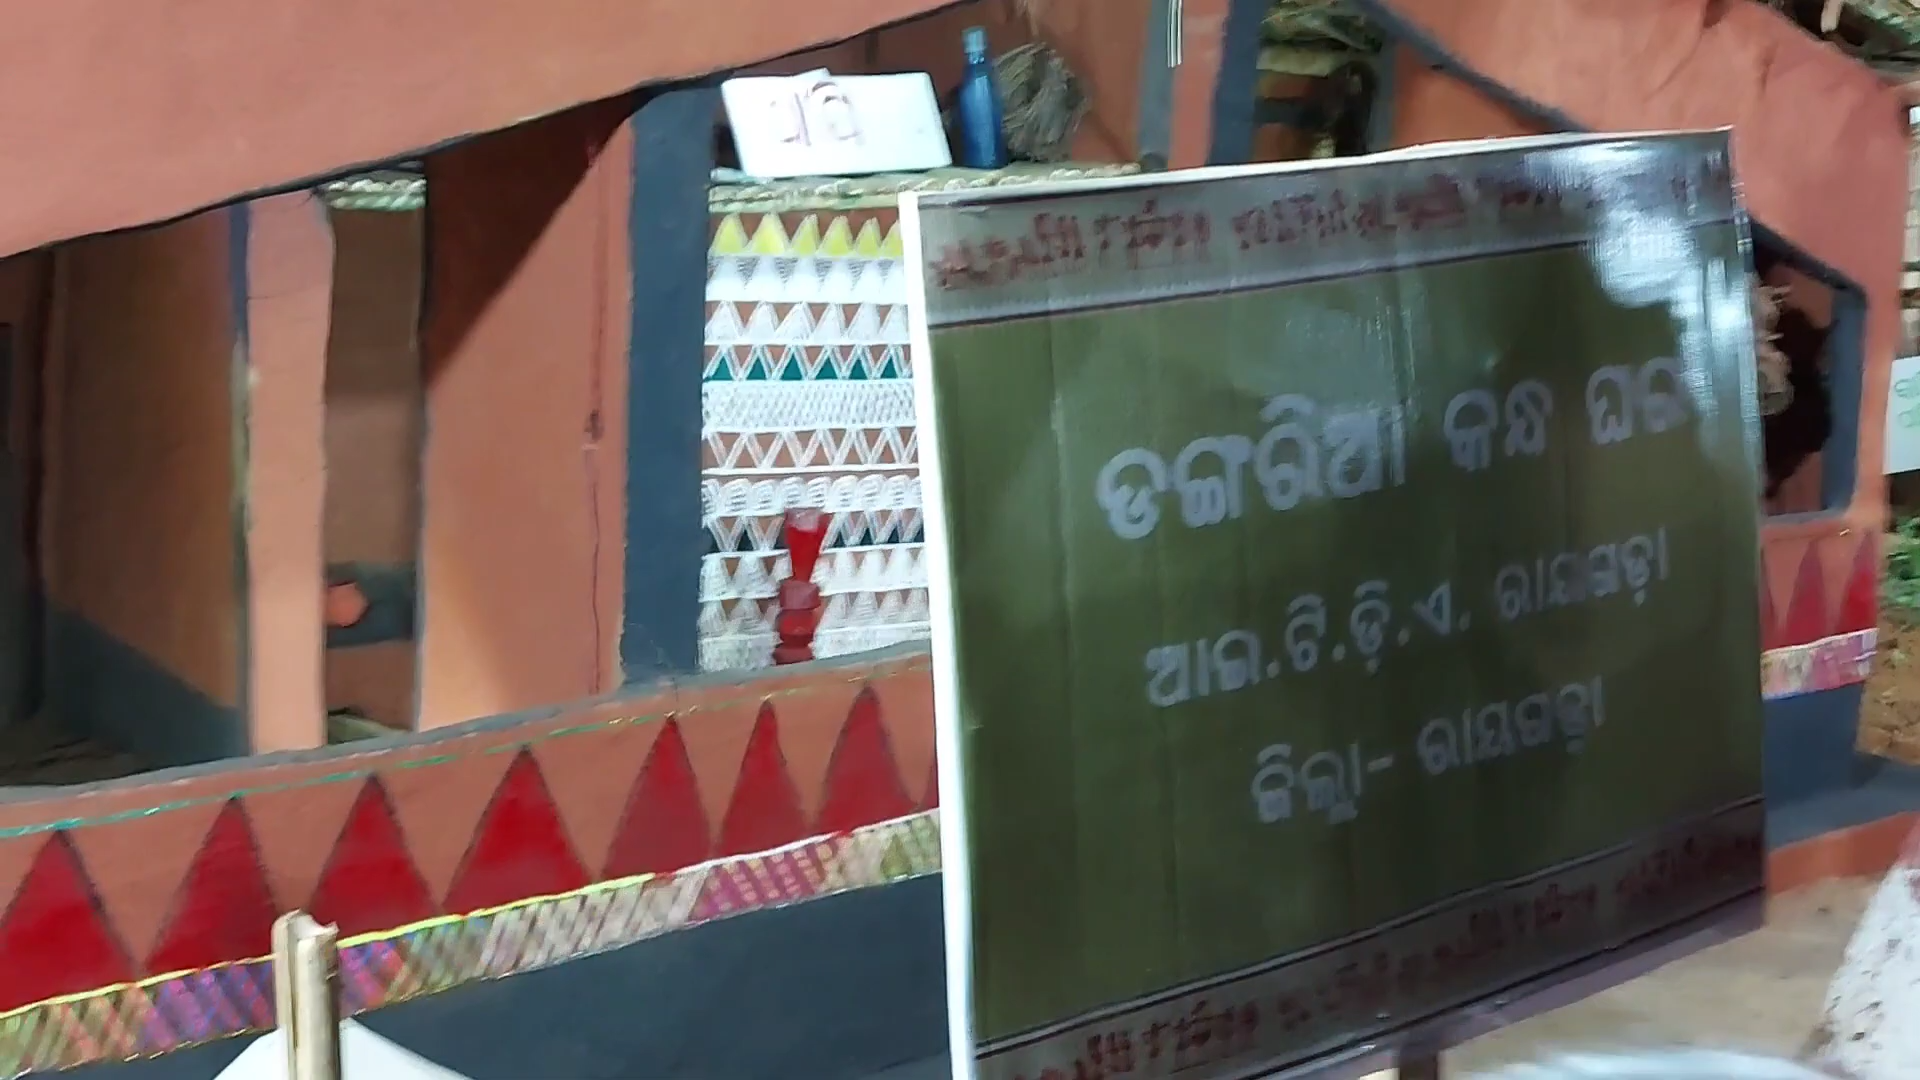 ଡଙ୍ଗରିଆ କନ୍ଧ ଘର
ଆଇ.ଟି.ଡ଼ି.ଏ. ରାୟଗଡ଼ା
ଜିଲ୍ଲା- ରାୟଗଡ଼ା